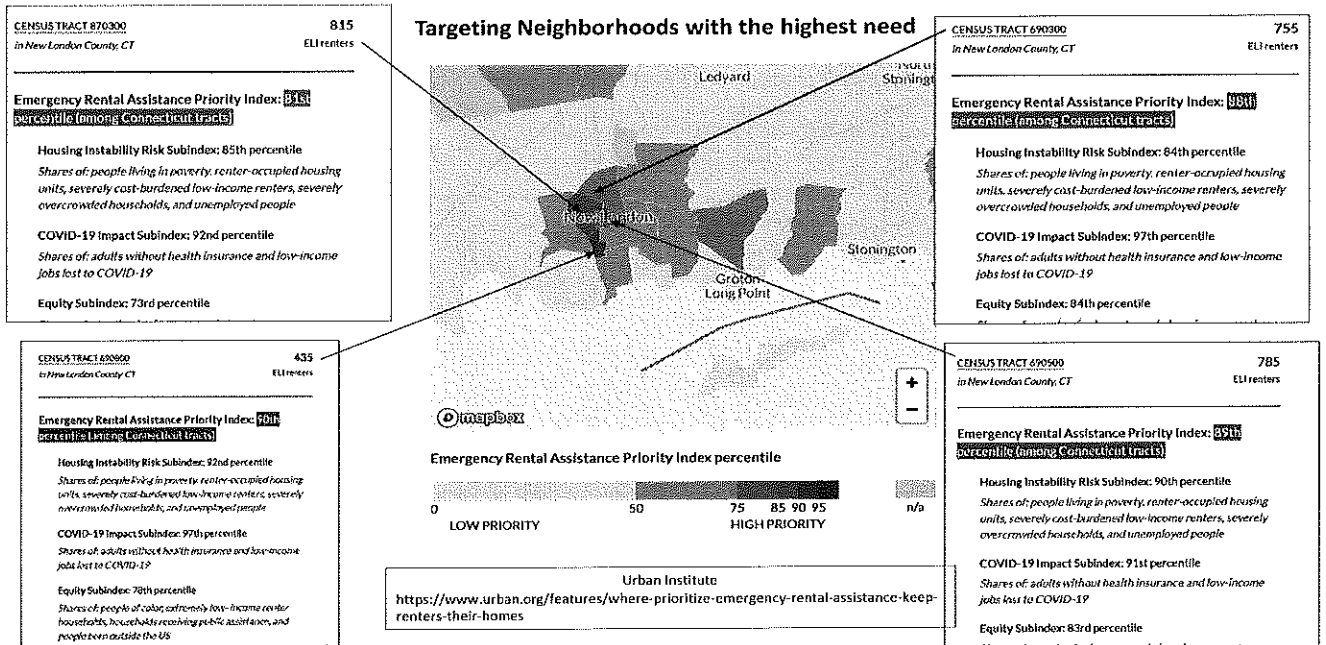 Targeting Neighborhoods with the highest need
CENSUS TRACT 870300 815
in New London County, CT ELI renters
Emergency Rental Assistance Priority Index: 81st
percentile (among Connecticut tracts)
Housing Instability Risk Subindex: 85th percentile
Shares of: people living in poverty, renter-occupied housing
units, severely cost-burdened low-income renters, severely
overcrowded households, and unemployed people
COVID-19 Impact Subindex: 92nd percentile
Shares of: adults without health insurance and low-income
jobs lost to COVID-19
Equity Subindex: 73rd percentile
CENSUS TRACT 690300 755
in New London County, CT ELI renters
Emergency Rental Assistance Priority Index:
percentile (among Connecticut tracts)
Housing Instability Risk Subindex: 84th percentile
Shares of: people living in poverty, renter-occupied housing
units, severely cost-burdened low-income renters, severely
overcrowded households, and unemployed people
COVID-19 Impact Subindex: 97th percentile
Shares of: adults without health insurance and low-income
jobs lost to COVID-19
Equity Subindex: 84th percentile
Ledyard
North
Stoningt
New London
Stonington
Groton
Long Point
+
−
mapbox
CENSUS TRACT 690800 435
in New London County, CT ELI renters
Emergency Rental Assistance Priority Index: 90th
percentile (among Connecticut tracts)
Housing Instability Risk Subindex: 92nd percentile
Shares of: people living in poverty, renter-occupied housing
units, severely cost-burdened low-income renters, severely
overcrowded households, and unemployed people
COVID-19 Impact Subindex: 97th percentile
Shares of: adults without health insurance and low-income
jobs lost to COVID-19
Equity Subindex: 78th percentile
Shares of: people of color, extremely low-income renter
households, households receiving public assistance, and
people born outside the US
Emergency Rental Assistance Priority Index percentile
0 50 75 85 90 95 n/a
LOW PRIORITY HIGH PRIORITY
Urban Institute
https://www.urban.org/features/where-prioritize-emergency-rental-assistance-keep-
renters-their-homes
CENSUS TRACT 690500 785
in New London County, CT ELI renters
Emergency Rental Assistance Priority Index: 89th
percentile (among Connecticut tracts)
Housing Instability Risk Subindex: 90th percentile
Shares of: people living in poverty, renter-occupied housing
units, severely cost-burdened low-income renters, severely
overcrowded households, and unemployed people
COVID-19 Impact Subindex: 91st percentile
Shares of: adults without health insurance and low-income
jobs lost to COVID-19
Equity Subindex: 83rd percentile